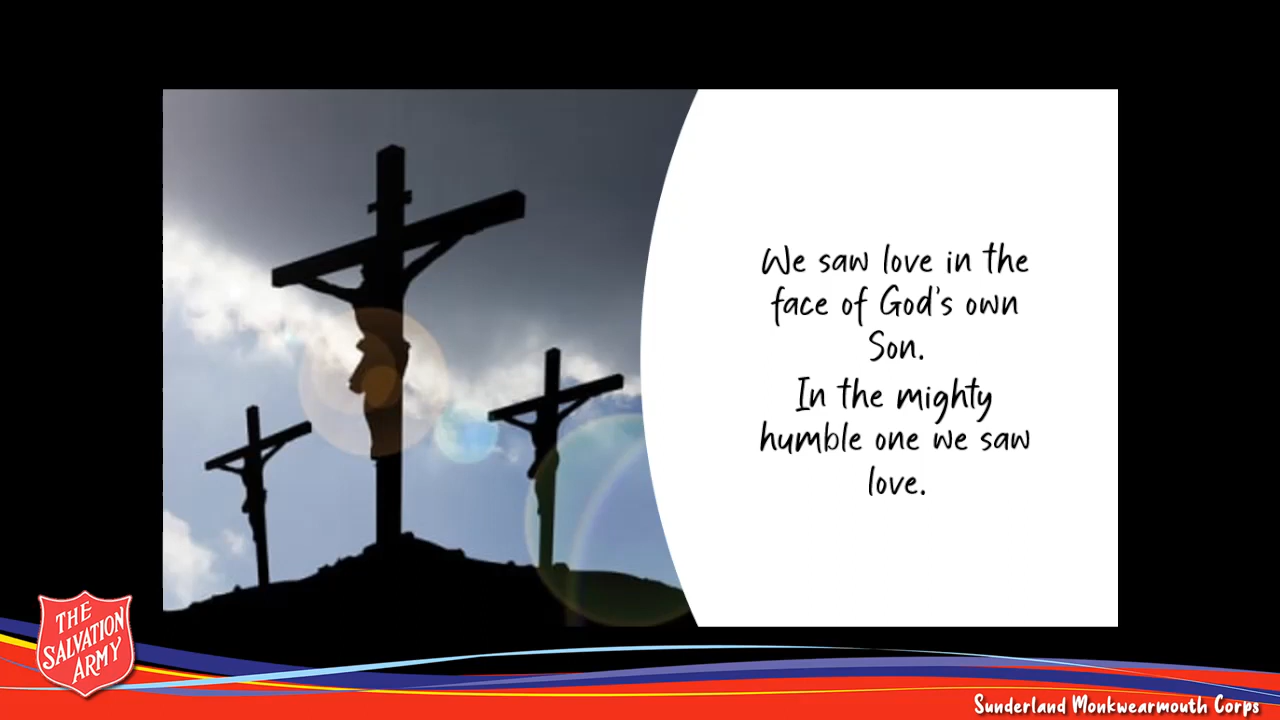 We saw love in the
face of God's own
Son.
In the mighty
humble one we saw
love.
THE
SALVATION
ARMY
Sunderland Monkwearmouth Corps